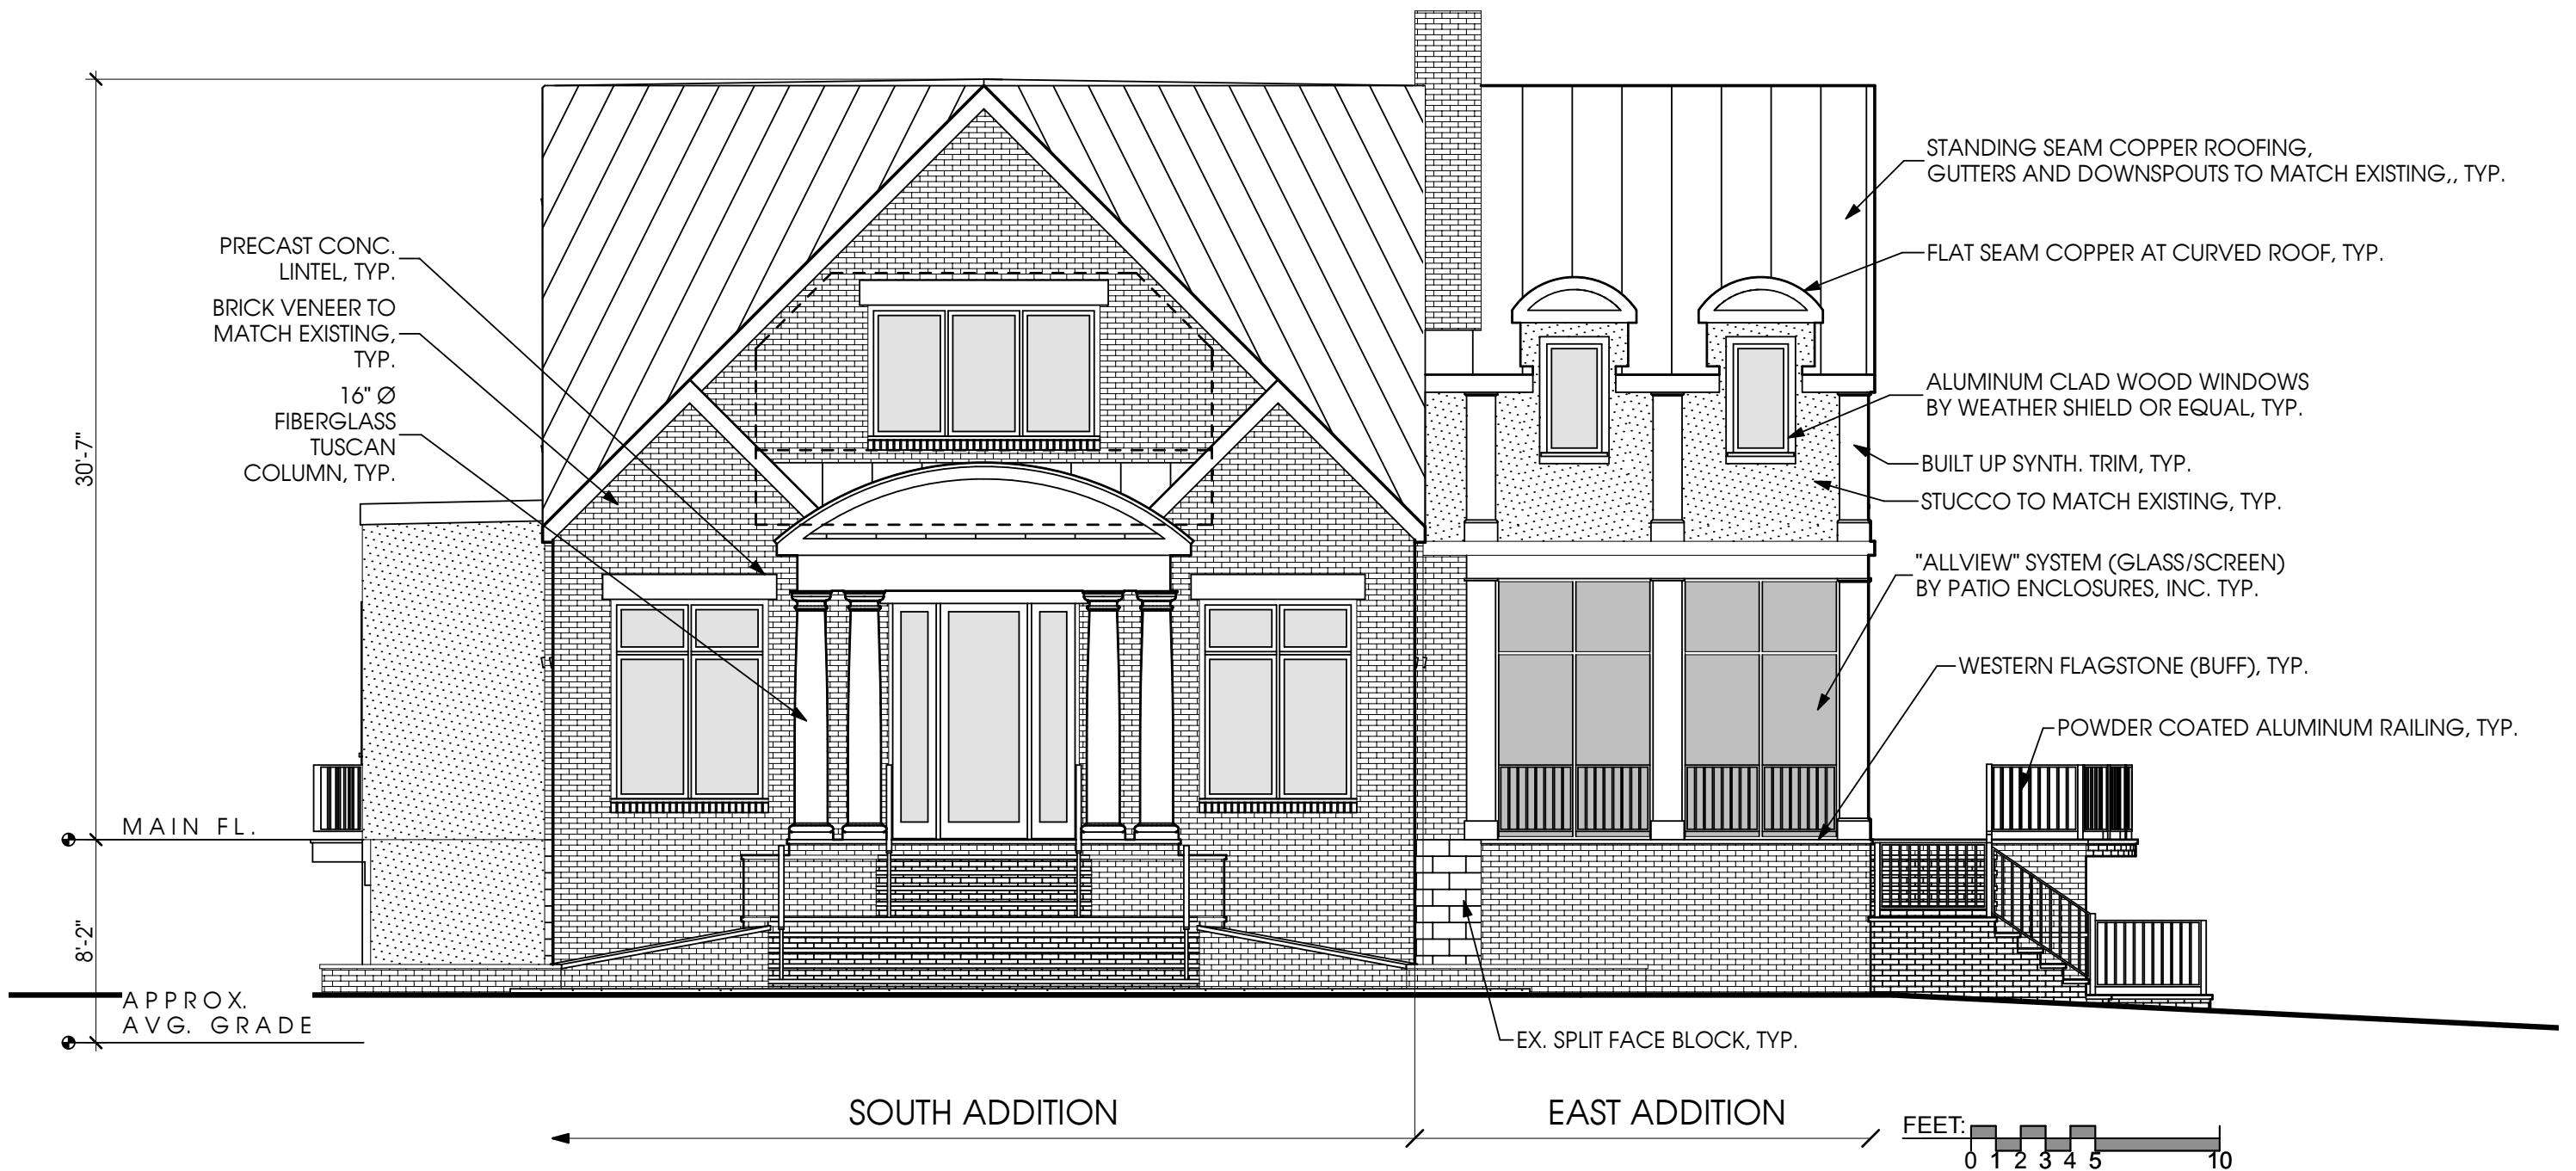 STANDING SEAM COPPER ROOFING,
GUTTERS AND DOWNSPOUTS TO MATCH EXISTING,, TYP.
PRECAST CONC.
LINTEL, TYP.
FLAT SEAM COPPER AT CURVED ROOF, TYP.
BRICK VENEER TO
MATCH EXISTING,
TYP.
16" Ø
FIBERGLASS
TUSCAN
COLUMN, TYP.
ALUMINUM CLAD WOOD WINDOWS
BY WEATHER SHIELD OR EQUAL, TYP.
30'-7"
BUILT UP SYNTH. TRIM, TYP.
STUCCO TO MATCH EXISTING, TYP.
"ALLVIEW" SYSTEM (GLASS/SCREEN)
BY PATIO ENCLOSURES, INC. TYP.
WESTERN FLAGSTONE (BUFF), TYP.
POWDER COATED ALUMINUM RAILING, TYP.
MAIN FL.
8'-2"
APPROX.
AVG. GRADE
EX. SPLIT FACE BLOCK, TYP.
SOUTH ADDITION
EAST ADDITION
FEET:
0 1 2 3 4 5 10